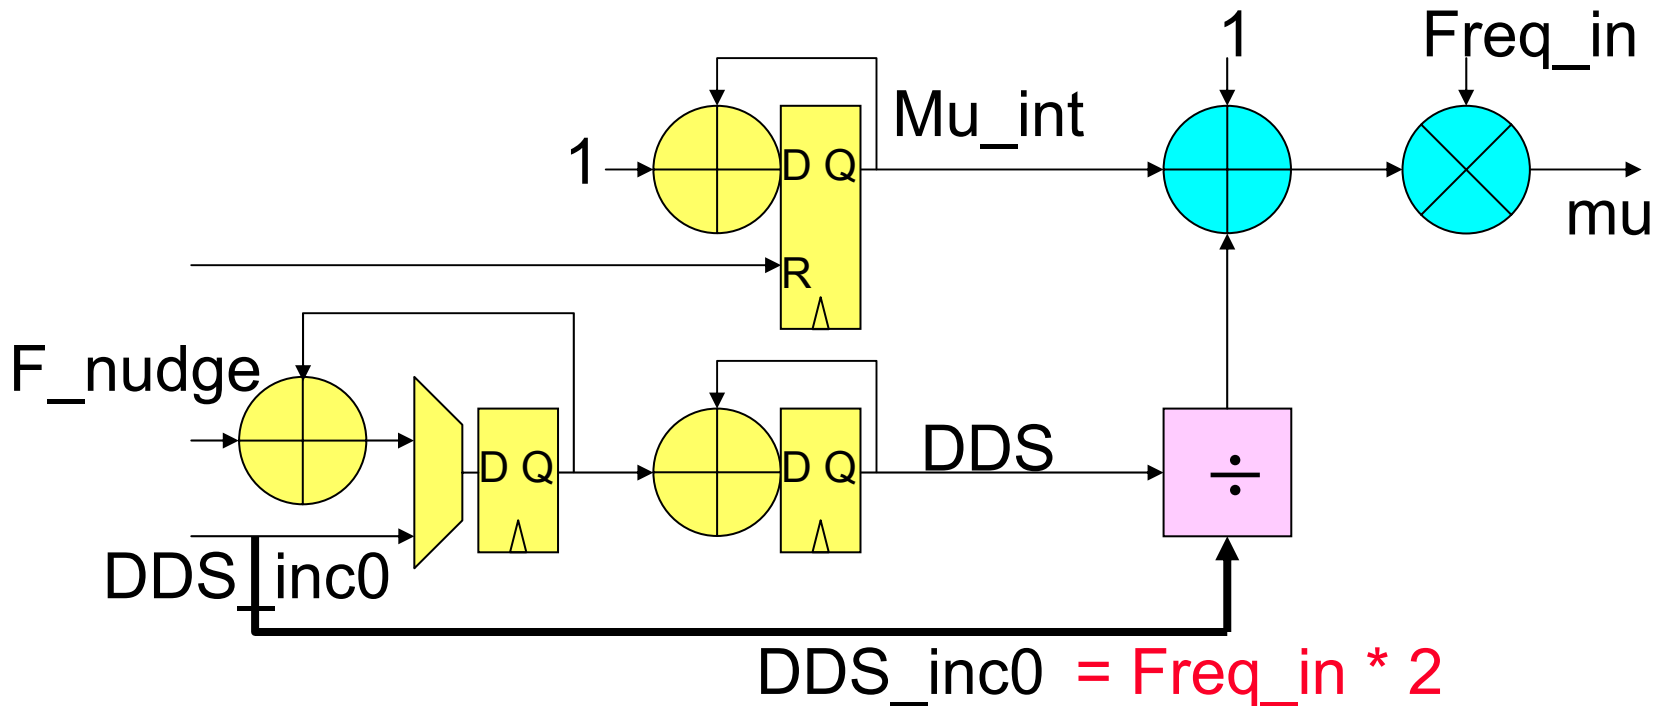 1
Freq_in
Mu_int
1
D Q
mu
R
F_nudge
DDS
D Q
D Q
÷
DDS_inc0
DDS_inc0 = Freq_in * 2